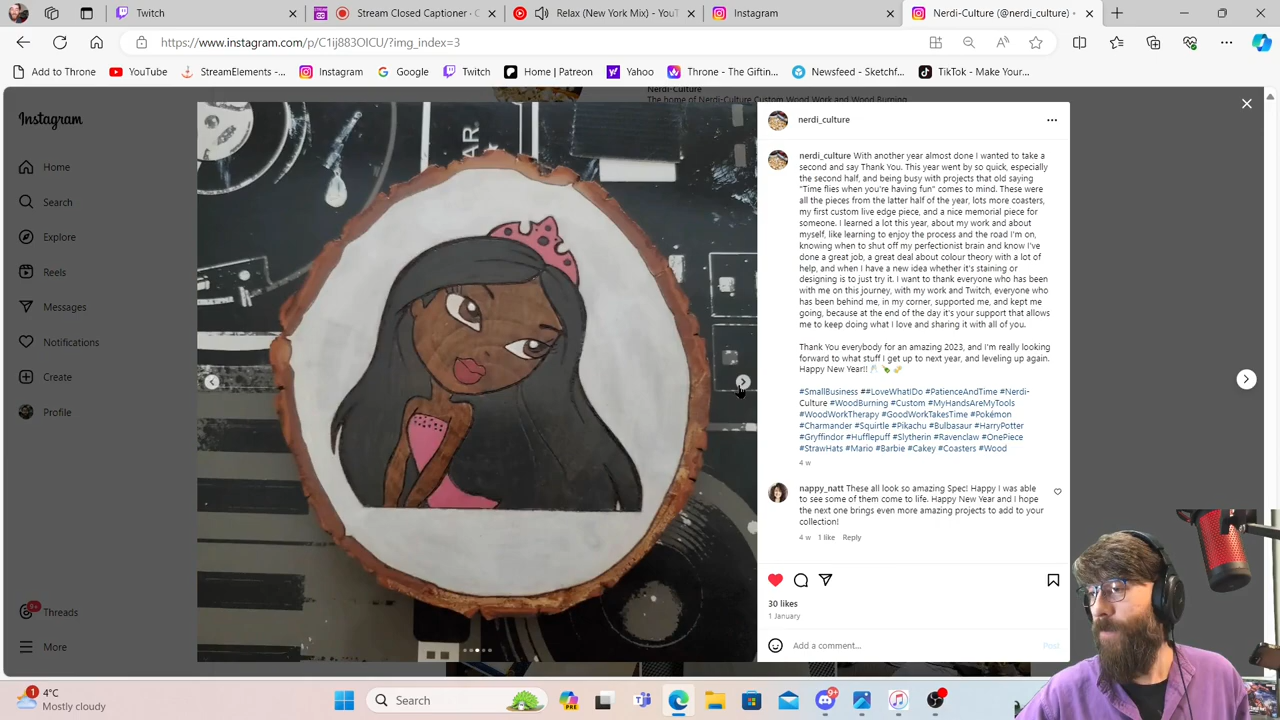 Twitch
Stream Closed Captioner - C
Relax (New York Mix) - YouT
Instagram
Nerdi-Culture (@nerdi_culture) •
https://www.instagram.com/p/C1ij883OICU/?img_index=3
Add to Throne
YouTube
StreamElements -...
Instagram
Google
Twitch
Home | Patreon
Yahoo
Throne - The Giftin...
Newsfeed - Sketchf...
TikTok - Make Your...
Nerdi-Culture
The home of Nerdi-Culture Custom Wood Work and Wood Burning
Instagram
Home
Search
Explore
Reels
Messages
Notifications
Create
Profile
9+
Threads
More
nerdi_culture
nerdi_culture With another year almost done I wanted to take a
second and say Thank You. This year went by so quick, especially
the second half, and being busy with projects that old saying
"Time flies when you're having fun" comes to mind. These were
all the pieces from the latter half of the year, lots more coasters,
my first custom live edge piece, and a nice memorial piece for
someone. I learned a lot this year, about my work and about
myself, like learning to enjoy the process and the road I'm on,
knowing when to shut off my perfectionist brain and know I've
done a great job, a great deal about colour theory with a lot of
help, and when I have a new idea whether it's staining or
designing is to just try it. I want to thank everyone who has been
with me on this journey, with my work and Twitch, everyone who
has been behind me, in my corner, supported me, and kept me
going, because at the end of the day it's your support that allows
me to keep doing what I love and sharing it with all of you.
Thank You everybody for an amazing 2023, and I'm really looking
forward to what stuff I get up to next year, and leveling up again.
Happy New Year!!
#SmallBusiness ##LoveWhatIDo #PatienceAndTime #Nerdi-
Culture #WoodBurning #Custom #MyHandsAreMyTools
#WoodWorkTherapy #GoodWorkTakesTime #Pokémon
#Charmander #Squirtle #Pikachu #Bulbasaur #HarryPotter
#Gryffindor #Hufflepuff #Slytherin #Ravenclaw #OnePiece
#StrawHats #Mario #Barbie #Cakey #Coasters #Wood
4 w
nappy_natt These all look so amazing Spec! Happy I was able
to see some of them come to life. Happy New Year and I hope
the next one brings even more amazing projects to add to your
collection!
4 w 1 like Reply
30 likes
1 January
Add a comment...
Post
1
4°C
Mostly cloudy
Search
9+